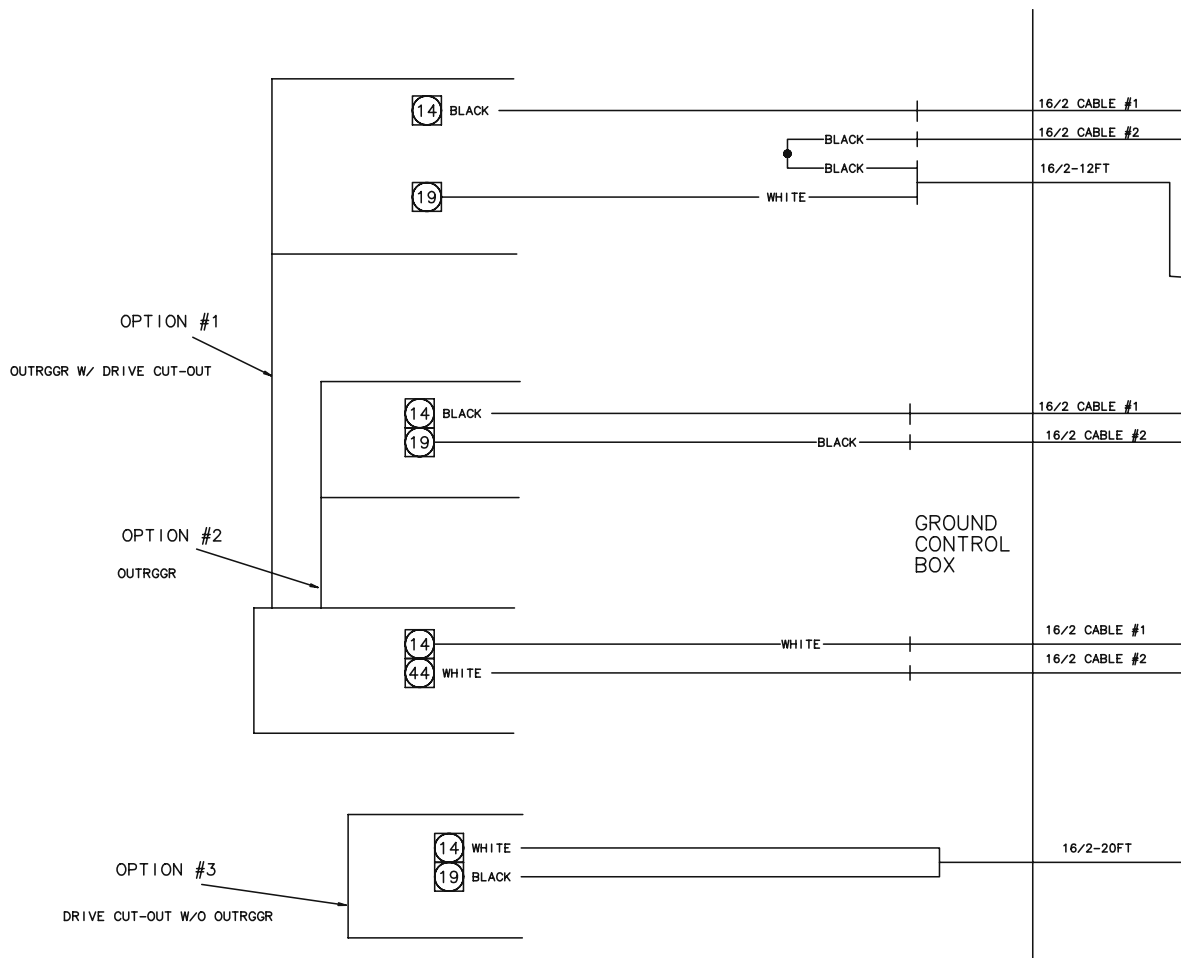 14 BLACK
16/2 CABLE #1
BLACK
16/2 CABLE #2
BLACK
16/2-12FT
19
WHITE
OPTION #1
OUTRGGR W/ DRIVE CUT-OUT
14 BLACK
16/2 CABLE #1
19
BLACK
16/2 CABLE #2
OPTION #2
OUTRGGR
GROUND
CONTROL
BOX
14
WHITE
16/2 CABLE #1
44 WHITE
16/2 CABLE #2
OPTION #3
DRIVE CUT-OUT W/O OUTRGGR
14 WHITE
19 BLACK
16/2-20FT